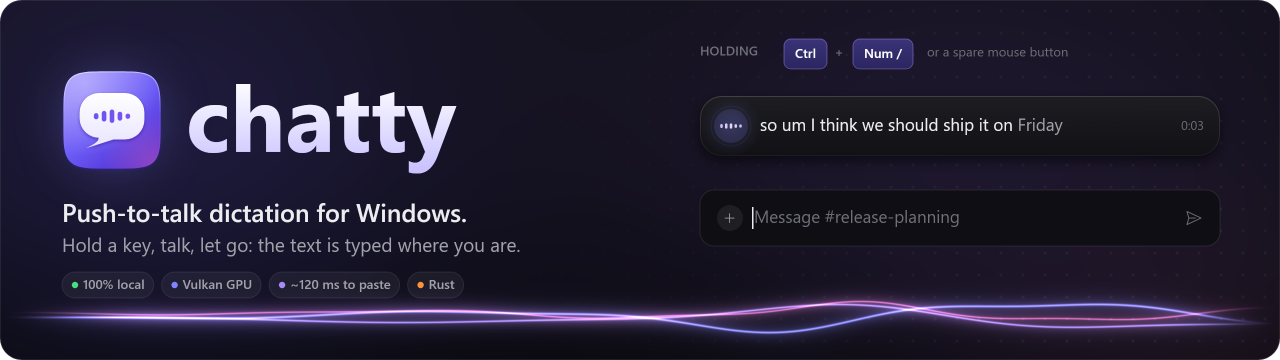 chatty
Push-to-talk dictation for Windows.
Hold a key, talk, let go: the text is typed where you are.
100% local
Vulkan GPU
~120 ms to paste
Rust
HOLDING Ctrl + Num / or a spare mouse button
so um I think we should ship it on Friday 0:03
+ Message #release-planning